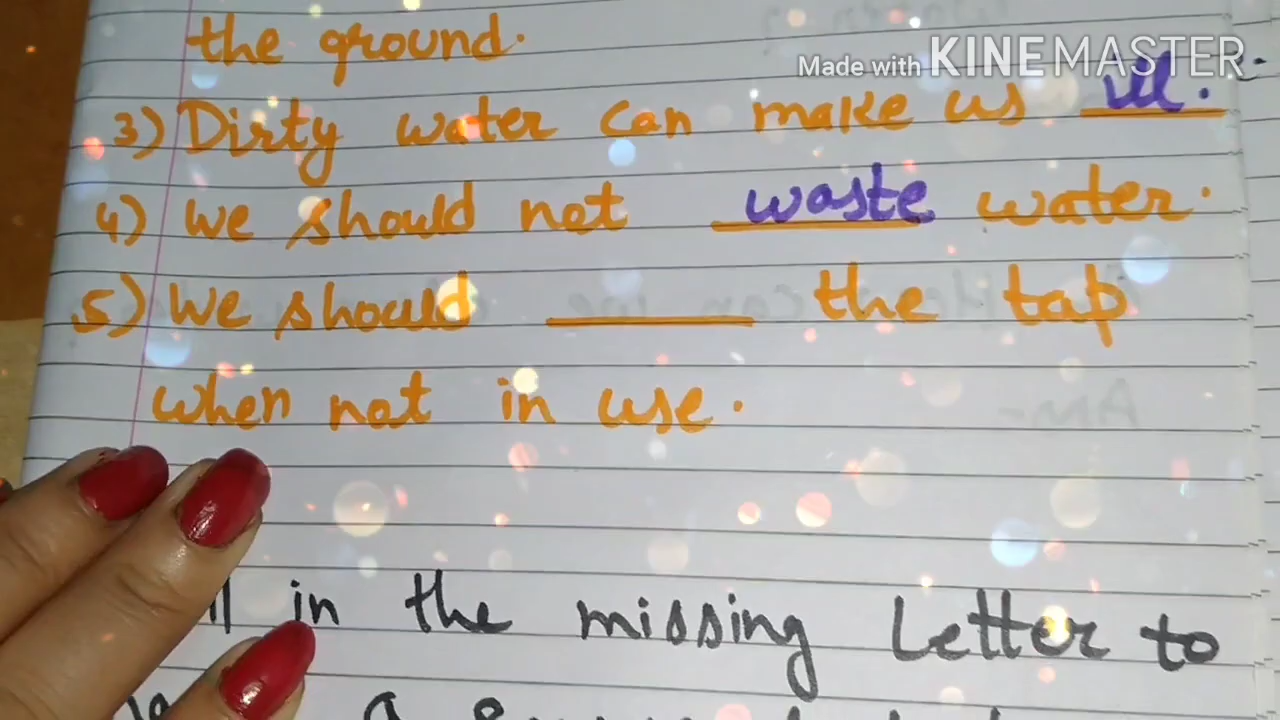 the ground.
Made with KINEMASTER
3) Dirty water can make us ill.
4) We should not waste water.
5) We should ______ the tap
when not in use.
in the missing Letter to